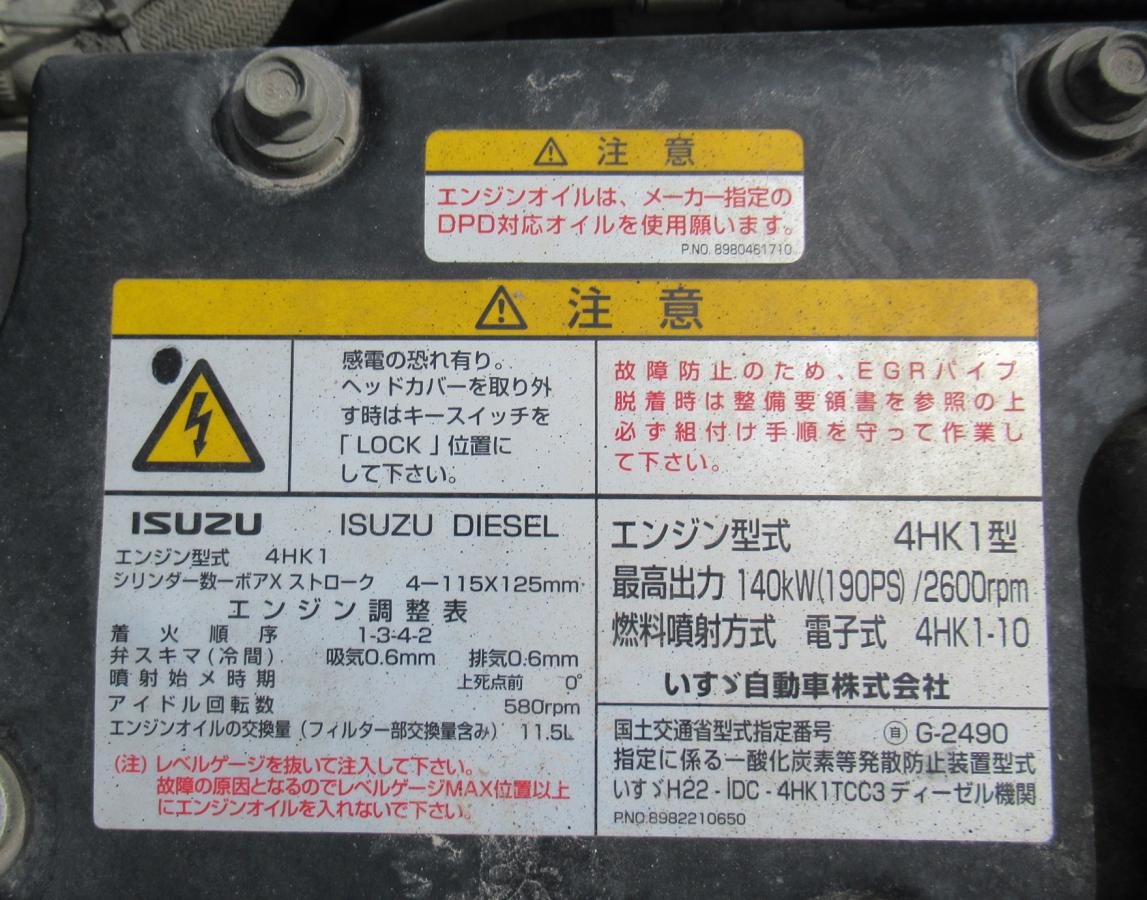 ⚠ 注意
エンジンオイルは、メーカー指定の
DPD対応オイルを使用願います。
P.NO. 8980461710
⚠ 注意
感電の恐れ有り。
ヘッドカバーを取り外
す時はキースイッチを
「LOCK」位置に
して下さい。
故障防止のため、EGRパイプ
脱着時は整備要領書を参照の上
必ず組付け手順を守って作業し
て下さい。
ISUZU ISUZU DIESEL
エンジン型式 4HK1
シリンダー数ーボアX ストローク 4ー115X125mm
エンジン調整表
着火順序 1-3-4-2
弁スキマ(冷間) 吸気0.6mm 排気0.6mm
噴射始メ時期 上死点前 0°
アイドル回転数 580rpm
エンジンオイルの交換量(フィルター部交換量含み) 11.5L
(注) レベルゲージを抜いて注入して下さい。
故障の原因となるのでレベルゲージMAX位置以上
にエンジンオイルを入れないで下さい。
エンジン型式 4HK1型
最高出力 140kW(190PS)/2600rpm
燃料噴射方式 電子式 4HK1-10
いすゞ自動車株式会社
国土交通省型式指定番号 ㊀自 G-2490
指定に係る一酸化炭素等発散防止装置型式
いすゞH22-IDC-4HK1TCC3ディーゼル機関
P.NO.8982210650